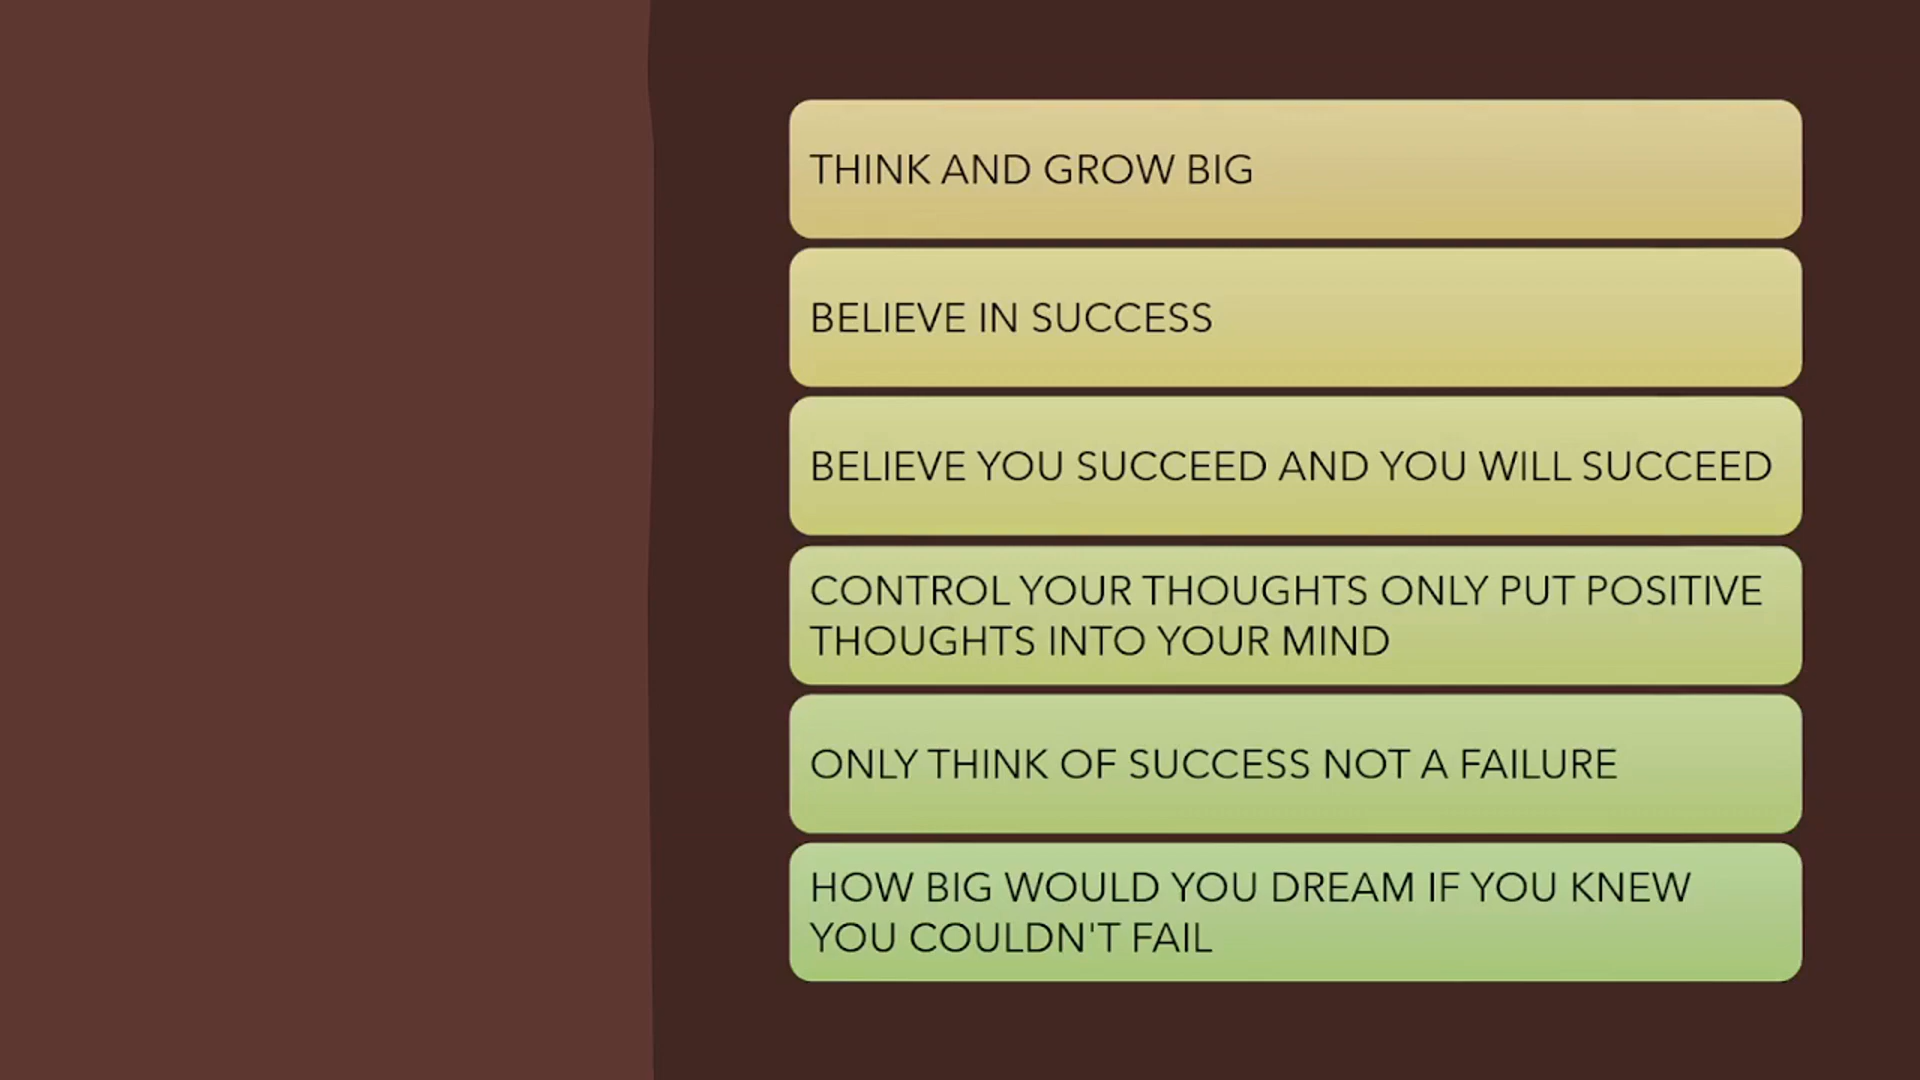 THINK AND GROW BIG
BELIEVE IN SUCCESS
BELIEVE YOU SUCCEED AND YOU WILL SUCCEED
CONTROL YOUR THOUGHTS ONLY PUT POSITIVE
THOUGHTS INTO YOUR MIND
ONLY THINK OF SUCCESS NOT A FAILURE
HOW BIG WOULD YOU DREAM IF YOU KNEW
YOU COULDN'T FAIL